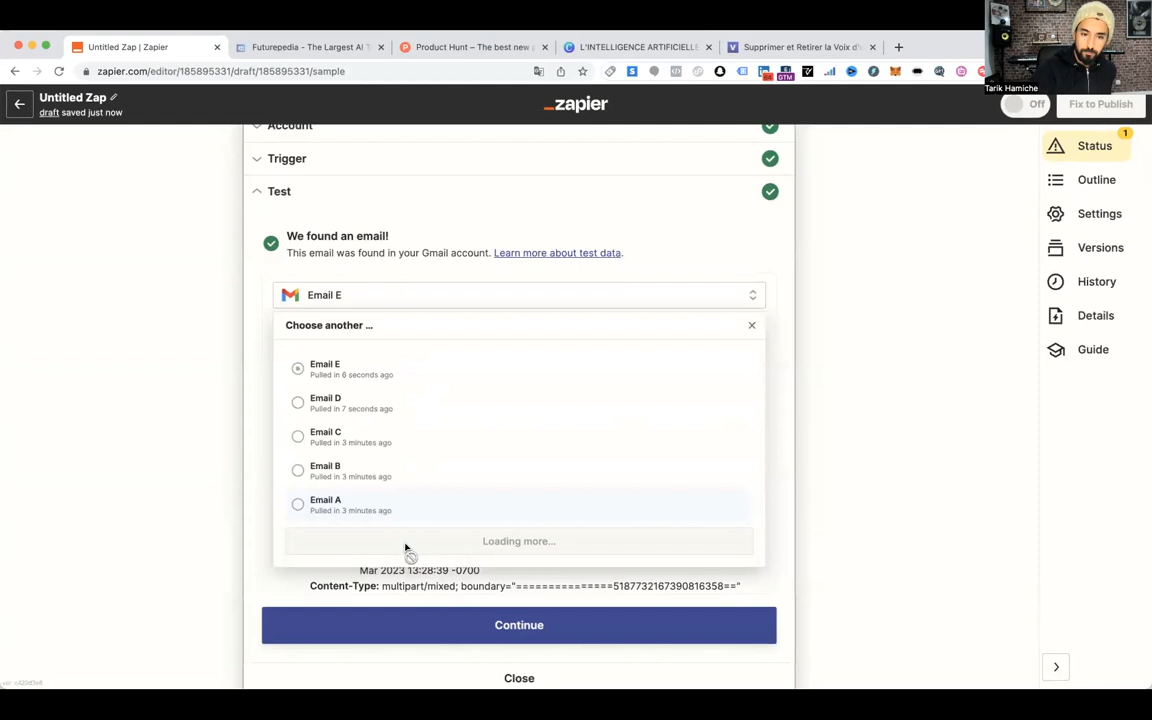 Untitled Zap | Zapier
Futurepedia - The Largest AI T
Product Hunt – The best new
L'INTELLIGENCE ARTIFICIELL
Supprimer et Retirer la Voix d'
zapier.com/editor/draft/185895331/sample
GTM
Tarik Hamiche
Untitled Zap
draft saved just now
_zapier
Off
Fix to Publish
Account
Trigger
Test
We found an email!
This email was found in your Gmail account. Learn more about test data.
Email E
Choose another ...
Email E
Pulled in 6 seconds ago
Email D
Pulled in 7 seconds ago
Email C
Pulled in 3 minutes ago
Email B
Pulled in 3 minutes ago
Email A
Pulled in 3 minutes ago
Loading more...
Mar 2023 13:28:39 -0700
Content-Type: multipart/mixed; boundary="===============5187732167390816358=="
Continue
Close
Status
1
Outline
Settings
Versions
History
Details
Guide